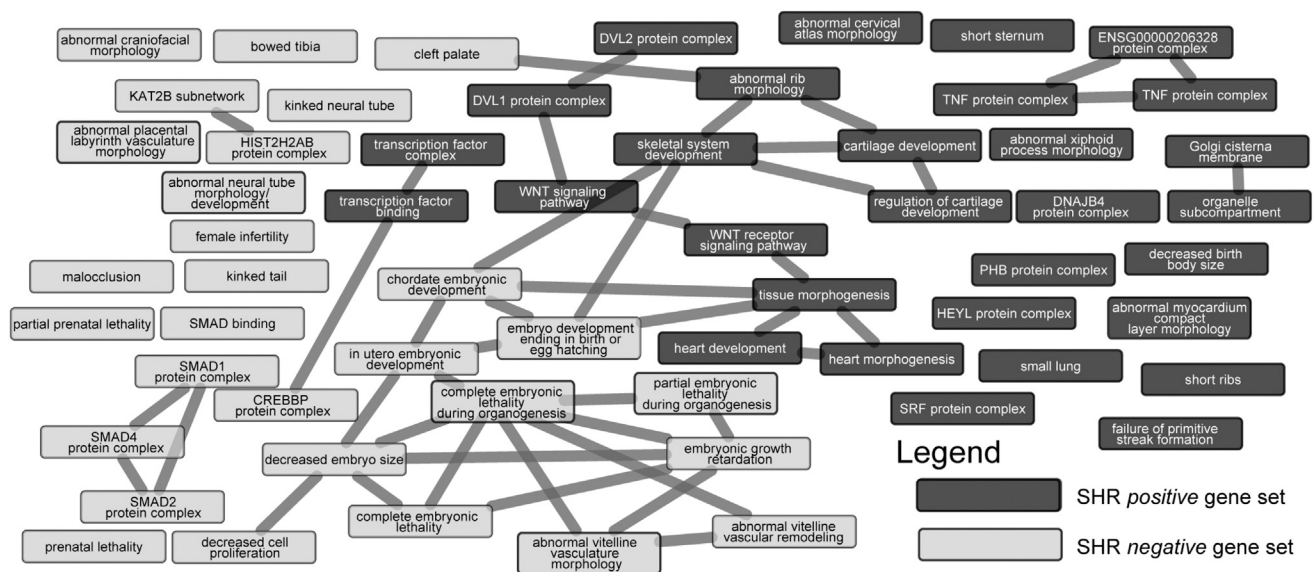 abnormal craniofacial
morphology
bowed tibia
cleft palate
DVL2 protein complex
abnormal cervical
atlas morphology
short sternum
ENSG00000206328
protein complex
KAT2B subnetwork
kinked neural tube
DVL1 protein complex
abnormal rib
morphology
TNF protein complex
TNF protein complex
abnormal placental
labyrinth vasculature
morphology
HIST2H2AB
protein complex
transcription factor
complex
skeletal system
development
cartilage development
abnormal xiphoid
process morphology
Golgi cisterna
membrane
abnormal neural tube
morphology/
development
transcription factor
binding
WNT signaling
pathway
regulation of cartilage
development
DNAJB4
protein complex
organelle
subcompartment
female infertility
WNT receptor
signaling pathway
decreased birth
body size
malocclusion
kinked tail
chordate embryonic
development
tissue morphogenesis
PHB protein complex
partial prenatal lethality
SMAD binding
embryo development
ending in birth or
egg hatching
HEYL protein complex
abnormal myocardium
compact
layer morphology
in utero embryonic
development
heart development
heart morphogenesis
small lung
short ribs
SMAD1
protein complex
CREBBP
protein complex
complete embryonic
lethality
during organogenesis
partial embryonic
lethality
during organogenesis
SRF protein complex
failure of primitive
streak formation
SMAD4
protein complex
decreased embryo size
embryonic growth
retardation
Legend
SHR positive gene set
SMAD2
protein complex
complete embryonic
lethality
abnormal vitelline
vascular remodeling
prenatal lethality
decreased cell
proliferation
abnormal vitelline
vasculature
morphology
SHR negative gene set